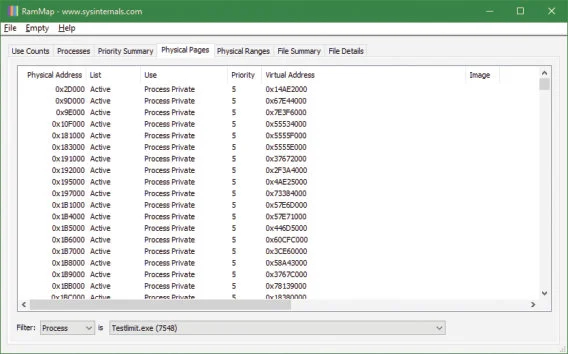 RamMap - www.sysinternals.com
File Empty Help
Use Counts Processes Priority Summary Physical Pages Physical Ranges File Summary File Details
Physical Address List Use Priority Virtual Address Image
0x2D000 Active Process Private 5 0x14AE2000
0x9D000 Active Process Private 5 0x67E44000
0x9E000 Active Process Private 5 0x7E3F6000
0x10F000 Active Process Private 5 0x55534000
0x181000 Active Process Private 5 0x5555F000
0x183000 Active Process Private 5 0x5555E000
0x191000 Active Process Private 5 0x37672000
0x192000 Active Process Private 5 0x2F3A4000
0x195000 Active Process Private 5 0x4AE25000
0x197000 Active Process Private 5 0x73384000
0x1B1000 Active Process Private 5 0x57E6D000
0x1B4000 Active Process Private 5 0x57E71000
0x1B5000 Active Process Private 5 0x446D5000
0x1B6000 Active Process Private 5 0x60CFC000
0x1B7000 Active Process Private 5 0x3CE60000
0x1B8000 Active Process Private 5 0x58A43000
0x1B9000 Active Process Private 5 0x3767C000
0x1BB000 Active Process Private 5 0x78139000
0x1BC000 Active Process Private 5 0x18380000
Filter: Process is Testlimit.exe (7548)